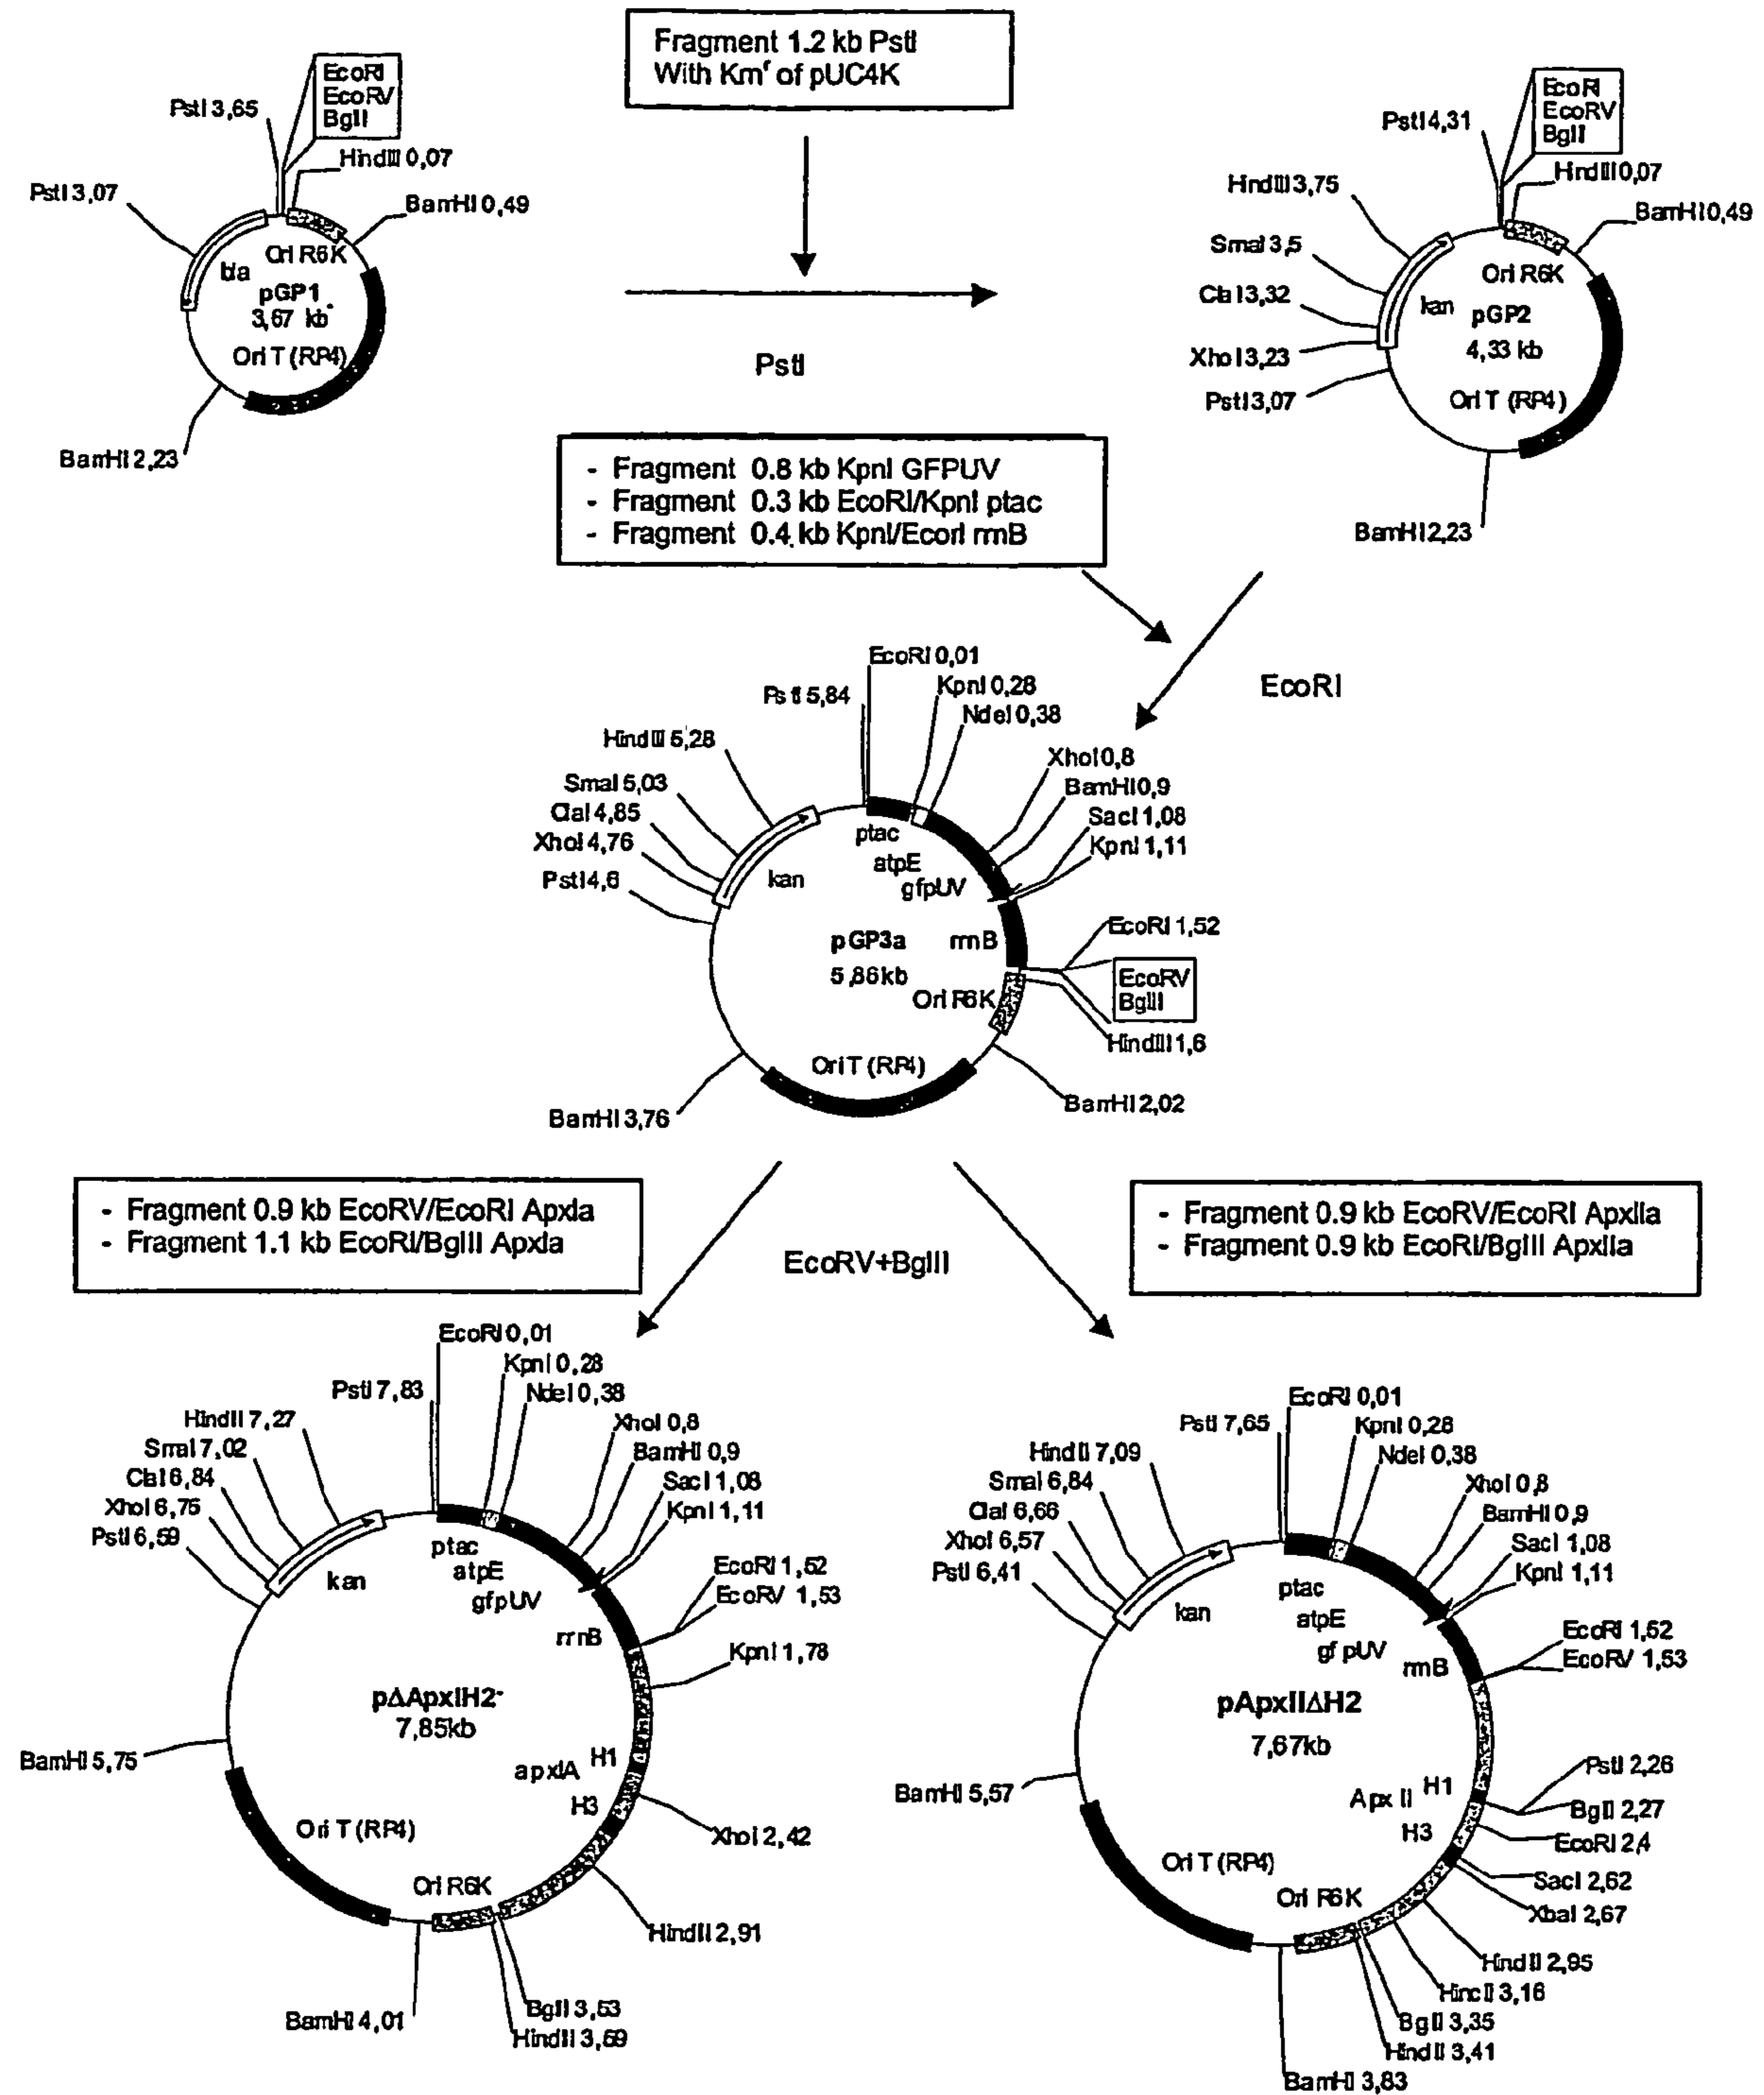 Fragment 1.2 kb PstI
With Kmr of pUC4K
EcoRI
EcoRV
BglII
PstI 3,65
HindIII 0,07
PstI 3,07
BamHI 0,49
Ori R6K
bla
pGP1
3,67 kb
Ori T (RP4)
BamHI 2,23
PstI
EcoRI
EcoRV
BglII
PstI 4,31
HindIII 0,07
HindIII 3,75
BamHI 0,49
SmaI 3,5
Ori R6K
ClaI 3,32
kan
pGP2
4,33 kb
XhoI 3,23
PstI 3,07
Ori T (RP4)
BamHI 2,23
- Fragment 0.8 kb KpnI GFPUV
- Fragment 0.3 kb EcoRI/KpnI ptac
- Fragment 0.4 kb KpnI/EcorI rrnB
EcoRI
EcoRI 0,01
PstI 5,84
KpnI 0,28
NdeI 0,38
HindIII 5,28
XhoI 0,8
SmaI 5,03
BamHI 0,9
ClaI 4,85
SacI 1,08
XhoI 4,76
KpnI 1,11
ptac
atpE
PstI 4,6
kan
gfpUV
EcoRI 1,52
pGP3a
rrnB
5,86kb
EcoRV
BglII
Ori R6K
HindIII 1,6
Ori T (RP4)
BamHI 3,76
BamHI 2,02
- Fragment 0.9 kb EcoRV/EcoRI ApxIa
- Fragment 1.1 kb EcoRI/BglII ApxIa
EcoRV+BglII
- Fragment 0.9 kb EcoRV/EcoRI ApxIIa
- Fragment 0.9 kb EcoRI/BglII ApxIIa
EcoRI 0,01
KpnI 0,28
PstI 7,83
NdeI 0,38
HindIII 7,27
XhoI 0,8
SmaI 7,02
BamHI 0,9
ClaI 6,84
SacI 1,08
XhoI 6,75
KpnI 1,11
PstI 6,59
ptac
atpE
kan
gfpUV
EcoRI 1,52
EcoRV 1,53
rrnB
KpnI 1,78
pΔApxIH2-
7,85kb
BamHI 5,75
H1
apxIA
H3
Ori T (RP4)
XhoI 2,42
Ori R6K
HindIII 2,91
BglII 3,53
BamHI 4,01
HindIII 3,59
EcoRI 0,01
PstI 7,65
KpnI 0,28
HindIII 7,09
NdeI 0,38
SmaI 6,84
XhoI 0,8
ClaI 6,66
BamHI 0,9
XhoI 6,57
SacI 1,08
PstI 6,41
KpnI 1,11
ptac
kan
atpE
gfpUV
EcoRI 1,52
EcoRV 1,53
rrnB
pApxIIΔH2
7,67kb
BamHI 5,57
PstI 2,26
H1
Apx II
BglII 2,27
H3
EcoRI 2,4
Ori T (RP4)
SacI 2,62
Ori R6K
XbaI 2,67
HindIII 2,95
HincII 3,16
BglII 3,35
HindIII 3,41
BamHI 3,83